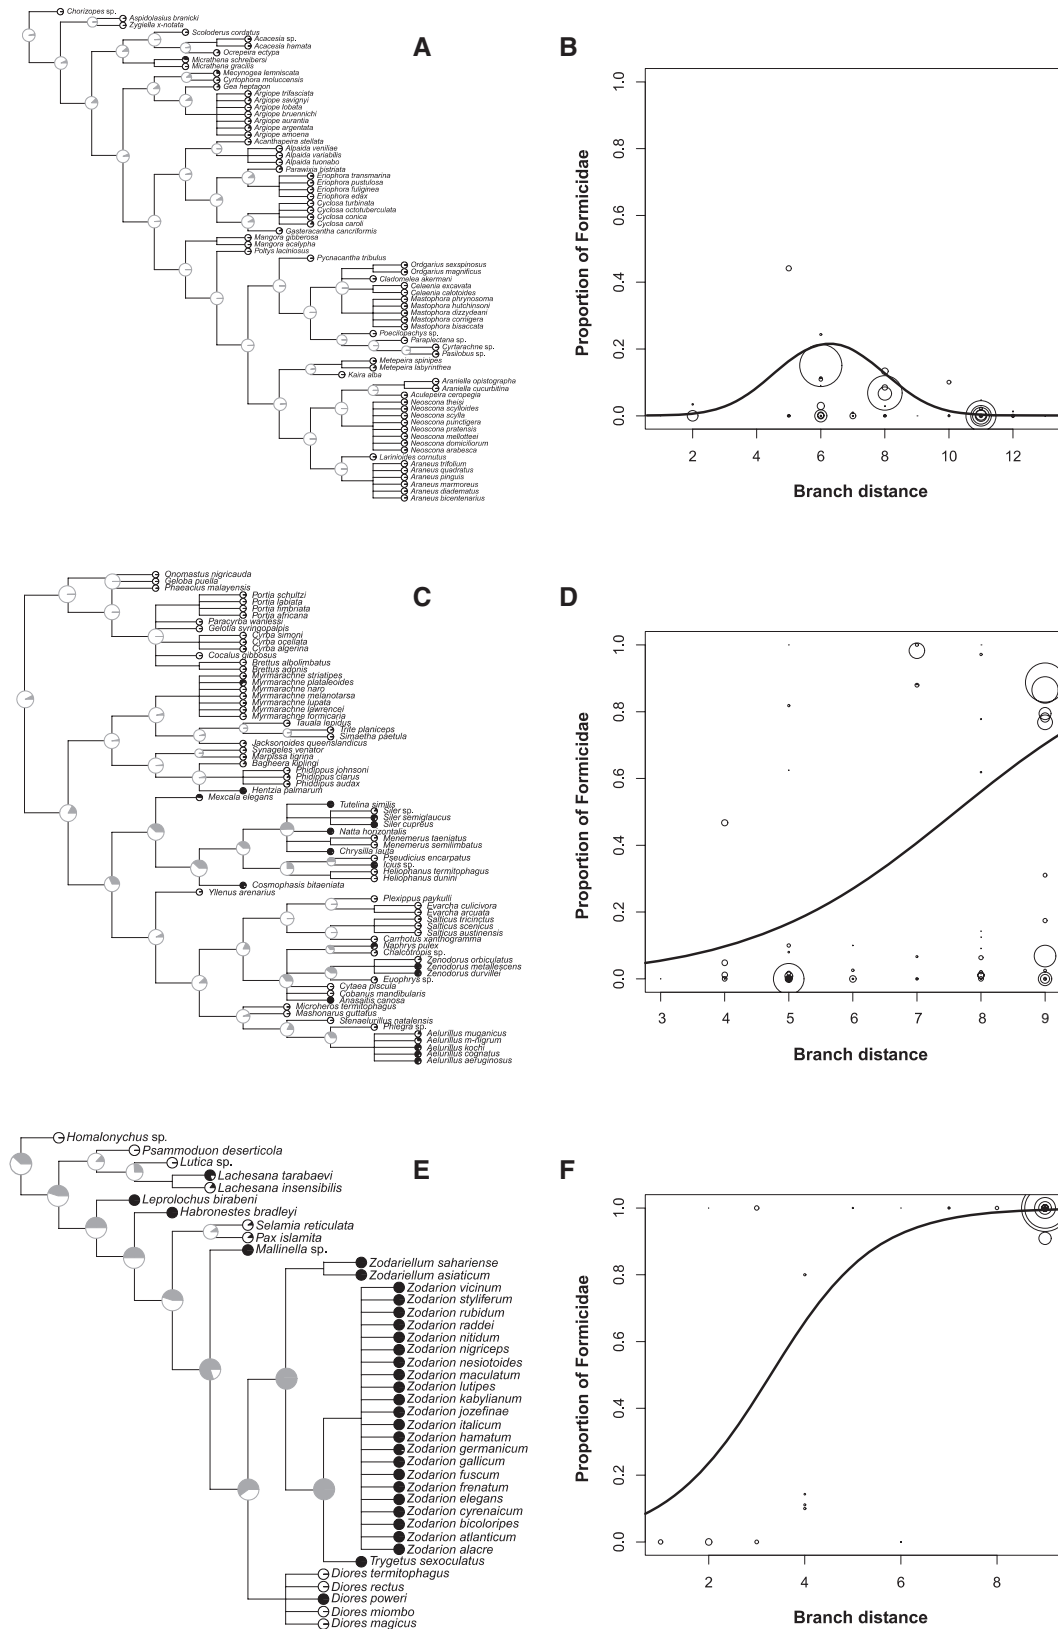 A
Chorizopes sp.
Aspidolasius branicki
Zygiella x-notata
Scoloderus cordatus
Acacesia sp.
Acacesia hamata
Ocrepeira ectypa
Micrathena schreibersi
Micrathena gracilis
Mecynogea lemniscata
Cyrtophora moluccensis
Gea heptagon
Argiope trifasciata
Argiope savignyi
Argiope lobata
Argiope bruennichi
Argiope aurantia
Argiope argentata
Argiope amoena
Acanthapeira stellata
Alpaida veniliae
Alpaida variabilis
Alpaida tuonabo
Parawixia bistriata
Eriophora transmarina
Eriophora pustulosa
Eriophora fuliginea
Eriophora edax
Cyclosa turbinata
Cyclosa octotuberculata
Cyclosa conica
Cyclosa caroli
Gasteracantha cancriformis
Mangora gibberosa
Mangora acalypha
Poltys laciniosus
Pycnacantha tribulus
Ordgarius sexspinosus
Ordgarius magnificus
Cladomelea akermani
Celaenia excavata
Celaenia calotoides
Mastophora phrynosoma
Mastophora hutchinsoni
Mastophora dizzydeani
Mastophora cornigera
Mastophora bisaccata
Poecilopachys sp.
Paraplectana sp.
Cyrtarachne sp.
Pasilobus sp.
Metepeira spinipes
Metepeira labyrinthea
Kaira alba
Araniella opistographa
Araniella cucurbitina
Aculepeira ceropegia
Neoscona theisi
Neoscona scylloides
Neoscona scylla
Neoscona punctigera
Neoscona pratensis
Neoscona mellotteei
Neoscona domiciliorum
Neoscona arabesca
Larinioides cornutus
Araneus trifolium
Araneus quadratus
Araneus pinguis
Araneus marmoreus
Araneus diadematus
Araneus bicentenarius
B
Proportion of Formicidae
1.0
0.8
0.6
0.4
0.2
0.0
2 4 6 8 10 12
Branch distance
C
Onomastus nigricauda
Geloba puella
Phaeacius malayensis
Portia schultzi
Portia labiata
Portia fimbriata
Portia africana
Paracyrba wanlessi
Gelotia syringopalpis
Cyrba simoni
Cyrba ocellata
Cyrba algerina
Cocalus gibbosus
Brettus albolimbatus
Brettus adonis
Myrmarachne striatipes
Myrmarachne plataleoides
Myrmarachne naro
Myrmarachne melanotarsa
Myrmarachne lupata
Myrmarachne lawrencei
Myrmarachne formicaria
Tauala lepidus
Trite planiceps
Simaetha paetula
Jacksonoides queenslandicus
Synageles venator
Marpissa tigrina
Bagheera kiplingi
Phidippus johnsoni
Phidippus clarus
Phidippus audax
Hentzia palmarum
Mexcala elegans
Tutelina similis
Siler sp.
Siler semiglaucus
Siler cupreus
Natta horizontalis
Menemerus taeniatus
Menemerus semilimbatus
Chrysilla lauta
Pseudicius encarpatus
Icius sp.
Heliophanus termitophagus
Heliophanus dunini
Cosmophasis bitaeniata
Yllenus arenarius
Plexippus paykulli
Evarcha culicivora
Evarcha arcuata
Salticus tricinctus
Salticus scenicus
Salticus austinensis
Carrhotus xanthogramma
Naphrys pulex
Chalcotropis sp.
Zenodorus orbiculatus
Zenodorus metallescens
Zenodorus durvillei
Euophrys sp.
Cytaea piscula
Cobanus mandibularis
Anasaitis canosa
Microheros termitophagus
Mashonarus guttatus
Stenaelurillus natalensis
Phlegra sp.
Aelurillus muganicus
Aelurillus m-nigrum
Aelurillus kochi
Aelurillus cognatus
Aelurillus aeruginosus
D
Proportion of Formicidae
1.0
0.8
0.6
0.4
0.2
0.0
3 4 5 6 7 8 9
Branch distance
E
Homalonychus sp.
Psammoduon deserticola
Lutica sp.
Lachesana tarabaevi
Lachesana insensibilis
Leprolochus birabeni
Habronestes bradleyi
Selamia reticulata
Pax islamita
Mallinella sp.
Zodariellum sahariense
Zodariellum asiaticum
Zodarion vicinum
Zodarion styliferum
Zodarion rubidum
Zodarion raddei
Zodarion nitidum
Zodarion nigriceps
Zodarion nesiotoides
Zodarion maculatum
Zodarion lutipes
Zodarion kabylianum
Zodarion jozefinae
Zodarion italicum
Zodarion hamatum
Zodarion germanicum
Zodarion gallicum
Zodarion fuscum
Zodarion frenatum
Zodarion elegans
Zodarion cyrenaicum
Zodarion bicoloripes
Zodarion atlanticum
Zodarion alacre
Trygetus sexoculatus
Diores termitophagus
Diores rectus
Diores poweri
Diores miombo
Diores magicus
F
Proportion of Formicidae
1.0
0.8
0.6
0.4
0.2
0.0
2 4 6 8
Branch distance